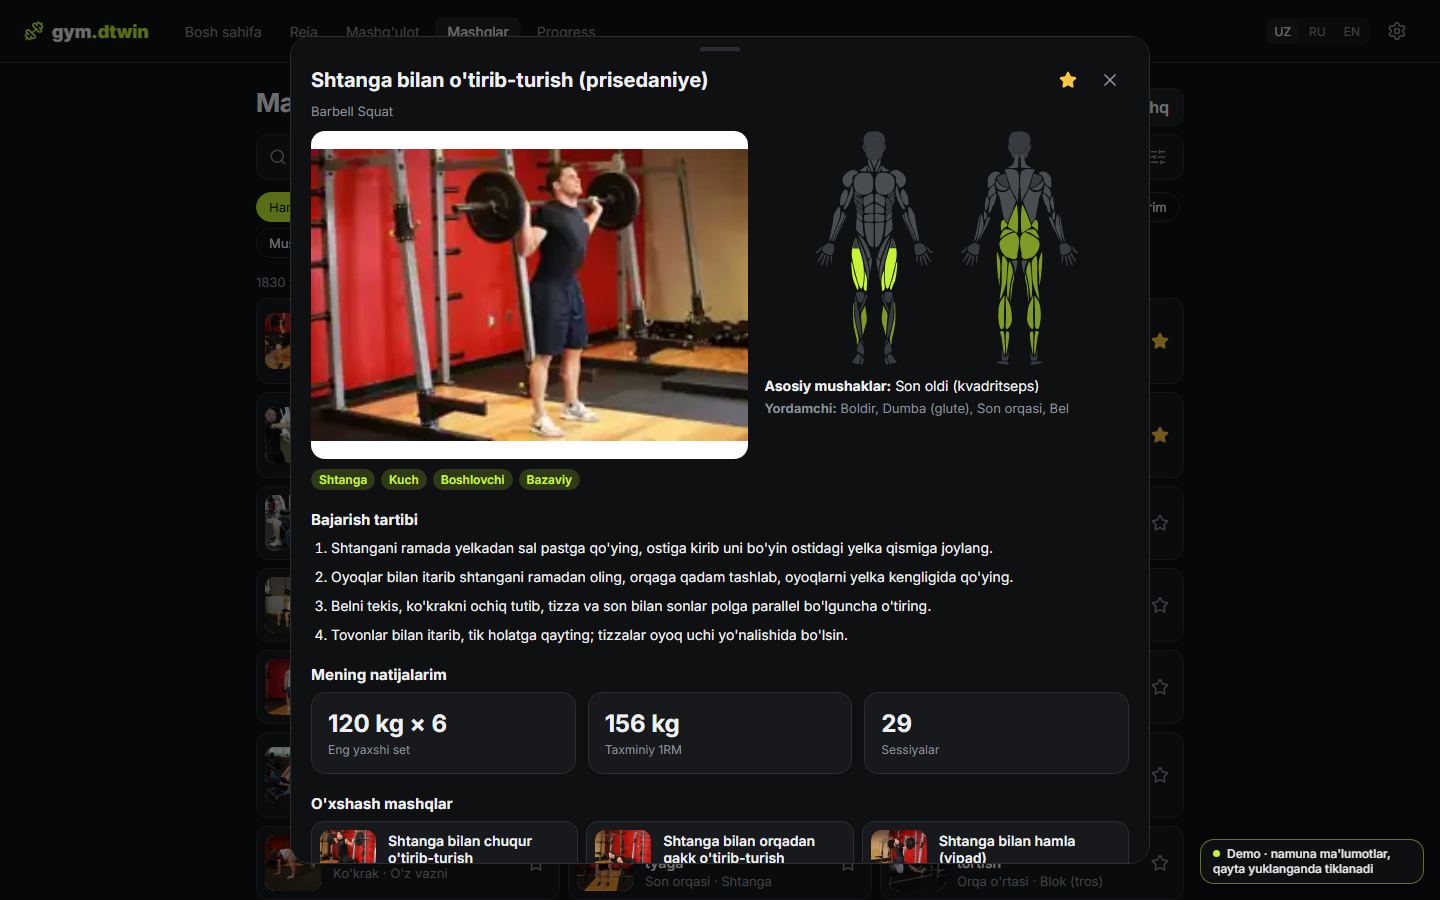 gym.dtwin Bosh sahifa Reja Mashg'ulot Mashqlar Progress UZ RU EN
Shtanga bilan o'tirib-turish (prisedaniye)
Barbell Squat
1830
Asosiy mushaklar: Son oldi (kvadritseps)
Yordamchi: Boldir, Dumba (glute), Son orqasi, Bel
Shtanga Kuch Boshlovchi Bazaviy
Bajarish tartibi
1. Shtangani ramada yelkadan sal pastga qo'ying, ostiga kirib uni bo'yin ostidagi yelka qismiga joylang.
2. Oyoqlar bilan itarib shtangani ramadan oling, orqaga qadam tashlab, oyoqlarni yelka kengligida qo'ying.
3. Belni tekis, ko'krakni ochiq tutib, tizza va son bilan sonlar polga parallel bo'lguncha o'tiring.
4. Tovonlar bilan itarib, tik holatga qayting; tizzalar oyoq uchi yo'nalishida bo'lsin.
Mening natijalarim
120 kg × 6
Eng yaxshi set
156 kg
Taxminiy 1RM
29
Sessiyalar
O'xshash mashqlar
Shtanga bilan chuqur
o'tirib-turish
Shtanga bilan orqadan
qakk o'tirib-turish
Shtanga bilan hamla
(vipad)
Ko'krak · O'z vazni
Son orqasi · Shtanga
Orqa o'rtasi · Blok (tros)
Demo · namuna ma'lumotlar,
qayta yuklanganda tiklanadi